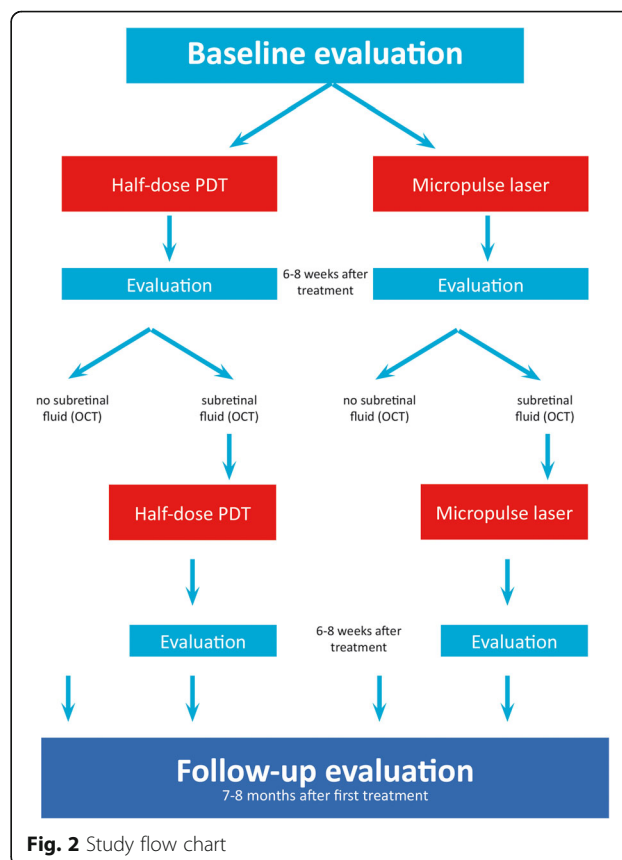 Baseline evaluation
Half-dose PDT
Micropulse laser
Evaluation
6-8 weeks after
treatment
Evaluation
no subretinal
fluid (OCT)
subretinal
fluid (OCT)
no subretinal
fluid (OCT)
subretinal
fluid (OCT)
Half-dose PDT
Micropulse laser
Evaluation
6-8 weeks after
treatment
Evaluation
Follow-up evaluation
7-8 months after first treatment
Fig. 2 Study flow chart